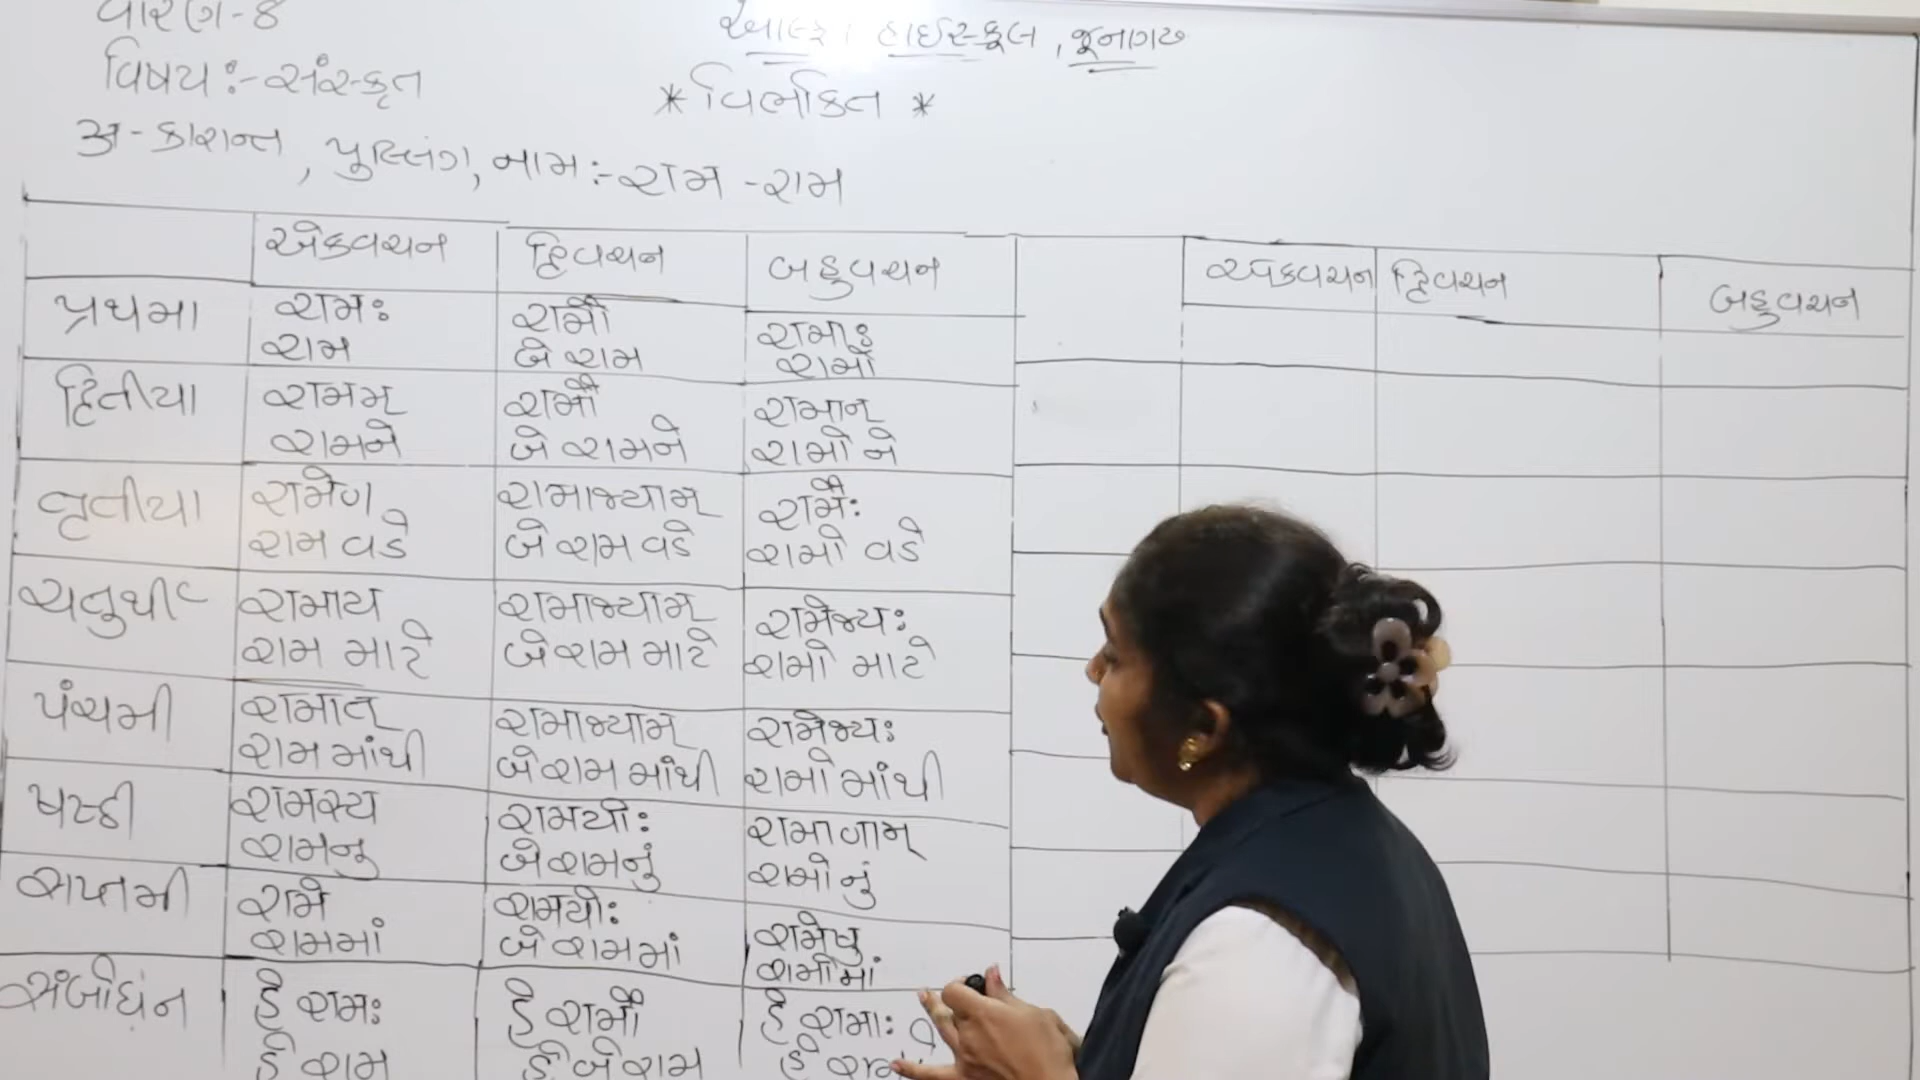 ધોરણ-8
વિષય:-સંસ્કૃત
આલ્ફા હાઈસ્કૂલ, જૂનાગઢ
* વિભક્તિ *
અ-કારાન્ત, પુલ્લિંગ, નામ:-રામ -રામ
એકવચન દ્વિવચન બહુવચન
પ્રથમા રામઃ રામૌ રામાઃ
રામ બે રામ રામો
દ્વિતીયા રામમ્ રામૌ રામાન્
રામને બે રામને રામો ને
તૃતીયા રામેણ રામાભ્યામ્ રામૈઃ
રામ વડે બે રામ વડે રામો વડે
ચતુર્થી રામાય રામાભ્યામ્ રામેભ્યઃ
રામ માટે બે રામ માટે રામો માટે
પંચમી રામાત્ રામાભ્યામ્ રામેભ્યઃ
રામ માંથી બે રામ માંથી રામો માંથી
ષષ્ઠી રામસ્ય રામયોઃ રામાણામ્
રામનુ બે રામનું રામો નું
સપ્તમી રામે રામયોઃ રામેષુ
રામમાં બે રામમાં રામોમાં
સંબોધન હે રામઃ હે રામૌ હે રામાઃ
હે રામ હે બે રામ હે
એકવચન દ્વિવચન બહુવચન